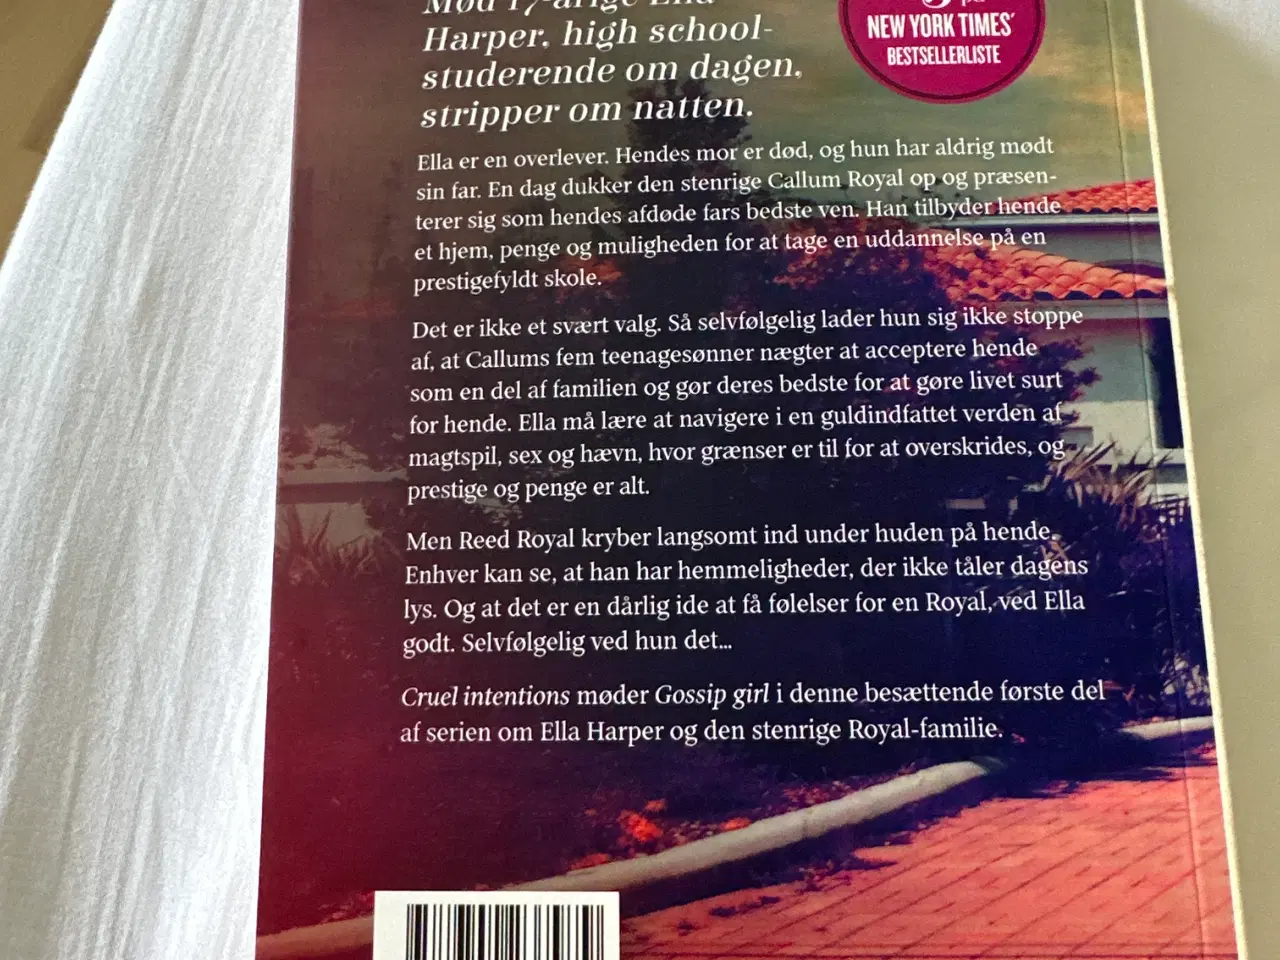 Mød 17-årige Ella
Harper, high school-
studerende om dagen,
stripper om natten.
på
NEW YORK TIMES'
BESTSELLERLISTE
Ella er en overlever. Hendes mor er død, og hun har aldrig mødt
sin far. En dag dukker den stenrige Callum Royal op og præsen-
terer sig som hendes afdøde fars bedste ven. Han tilbyder hende
et hjem, penge og muligheden for at tage en uddannelse på en
prestigefyldt skole.
Det er ikke et svært valg. Så selvfølgelig lader hun sig ikke stoppe
af, at Callums fem teenagesønner nægter at acceptere hende
som en del af familien og gør deres bedste for at gøre livet surt
for hende. Ella må lære at navigere i en guldindfattet verden af
magtspil, sex og hævn, hvor grænser er til for at overskrides, og
prestige og penge er alt.
Men Reed Royal kryber langsomt ind under huden på hende.
Enhver kan se, at han har hemmeligheder, der ikke tåler dagens
lys. Og at det er en dårlig ide at få følelser for en Royal, ved Ella
godt. Selvfølgelig ved hun det...
Cruel intentions møder Gossip girl i denne besættende første del
af serien om Ella Harper og den stenrige Royal-familie.